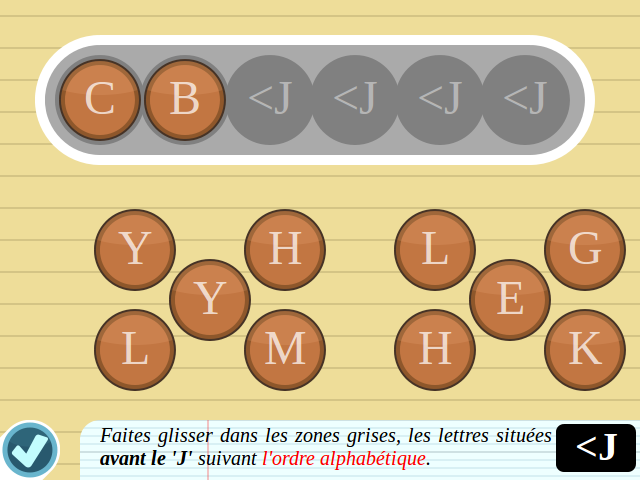 C B <J <J <J <J
Y H L G
Y E
L M H K
Faites glisser dans les zones grises, les lettres situées
avant le 'J' suivant l'ordre alphabétique.
<J